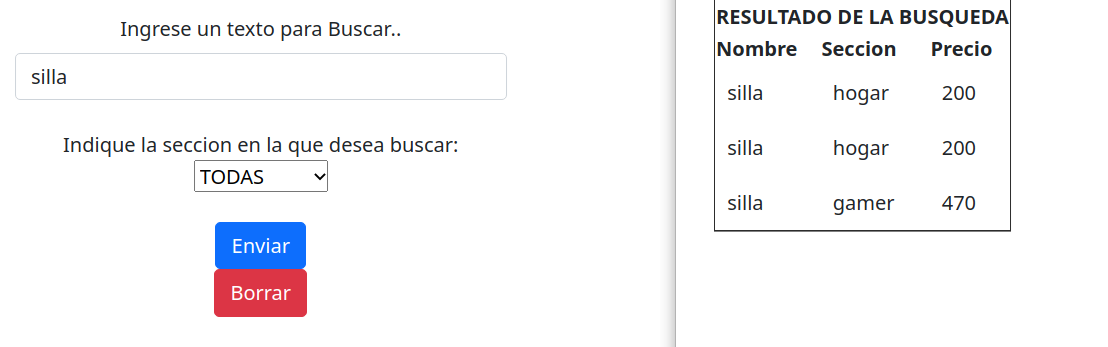 Ingrese un texto para Buscar..
silla
Indique la seccion en la que desea buscar:
TODAS
Enviar
Borrar
RESULTADO DE LA BUSQUEDA
Nombre Seccion Precio
silla hogar 200
silla hogar 200
silla gamer 470